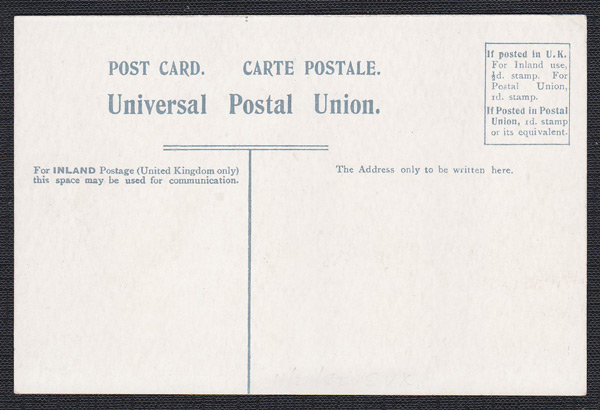 POST CARD. CARTE POSTALE.
Universal Postal Union.
If posted in U.K.
For Inland use,
½d. stamp. For
Postal Union,
1d. stamp.
If Posted in Postal
Union, 1d. stamp
or its equivalent.
For INLAND Postage (United Kingdom only)
this space may be used for communication.
The Address only to be written here.